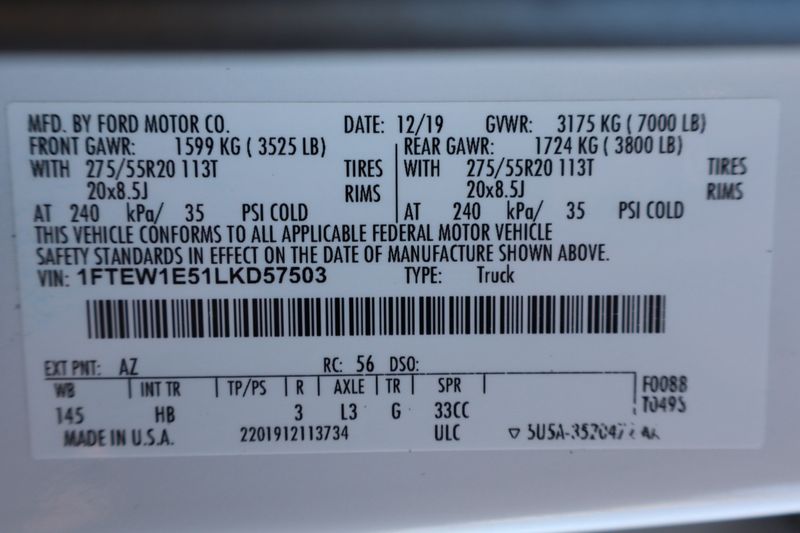 MFD. BY FORD MOTOR CO. DATE: 12/19 GVWR: 3175 KG ( 7000 LB)
FRONT GAWR: 1599 KG ( 3525 LB) REAR GAWR: 1724 KG ( 3800 LB)
WITH 275/55R20 113T TIRES WITH 275/55R20 113T TIRES
20x8.5J RIMS 20x8.5J RIMS
AT 240 kPa/ 35 PSI COLD AT 240 kPa/ 35 PSI COLD
THIS VEHICLE CONFORMS TO ALL APPLICABLE FEDERAL MOTOR VEHICLE
SAFETY STANDARDS IN EFFECT ON THE DATE OF MANUFACTURE SHOWN ABOVE.
VIN: 1FTEW1E51LKD57503 TYPE: Truck
EXT PNT: AZ RC: 56 DSO:
WB INT TR TP/PS R AXLE TR SPR F0088
145 HB 3 L3 G 33CC T0495
MADE IN U.S.A. 2201912113734 ULC